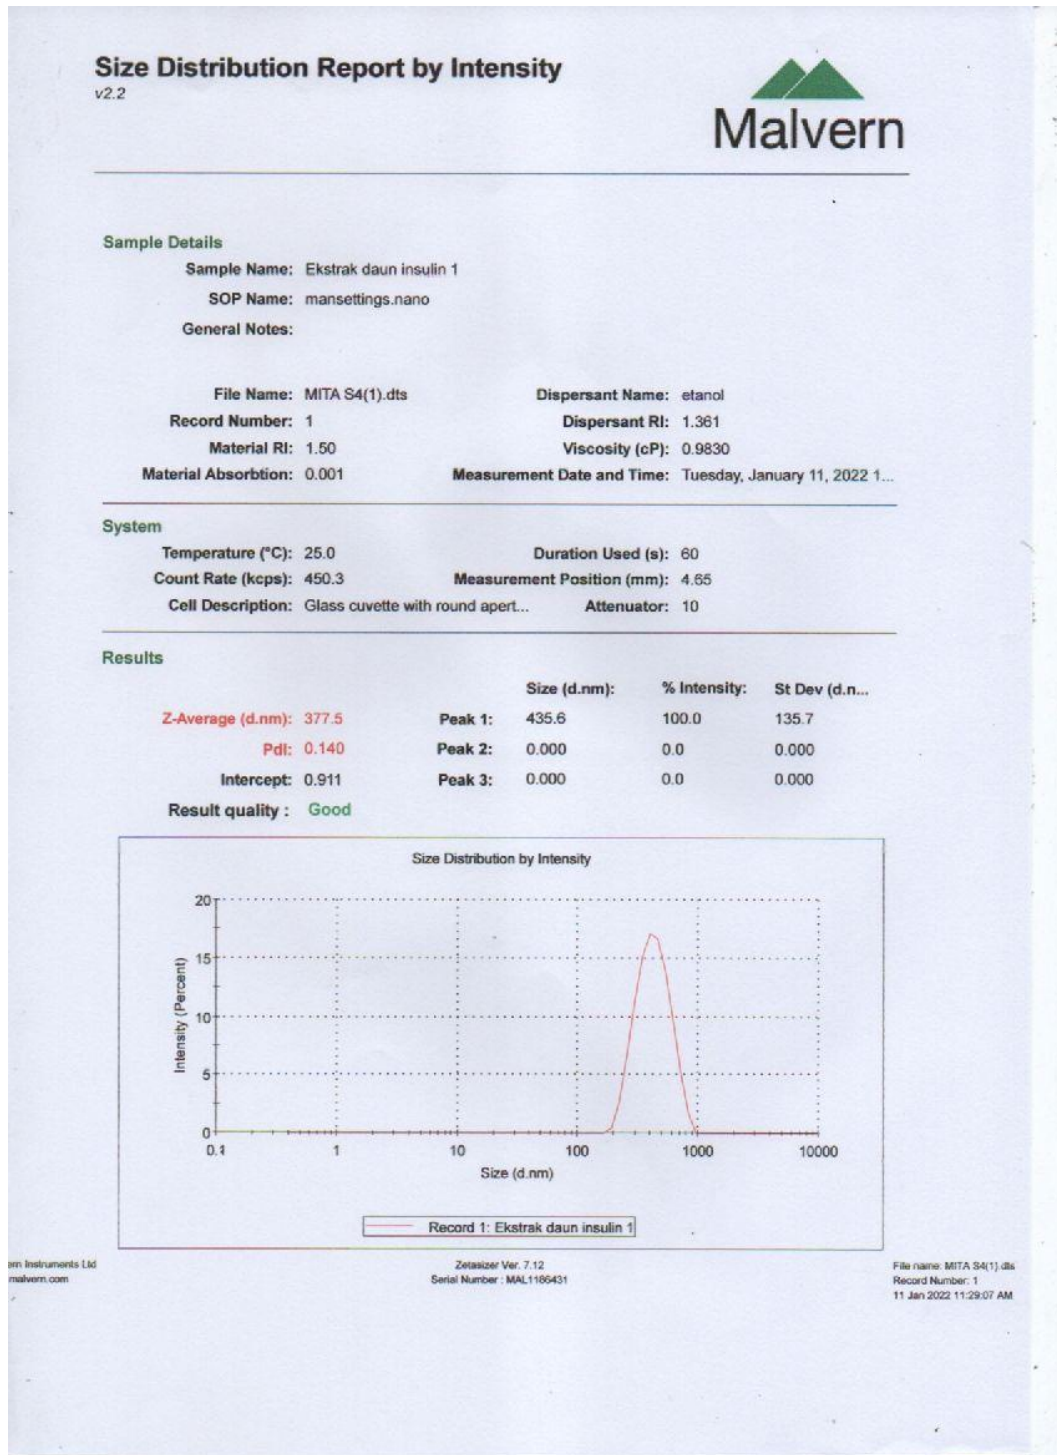 Size Distribution Report by Intensity
v2.2
Malvern
Sample Details
Sample Name: Ekstrak daun insulin 1
SOP Name: mansettings.nano
General Notes:
File Name: MITA S4(1).dts Dispersant Name: etanol
Record Number: 1 Dispersant RI: 1.361
Material RI: 1.50 Viscosity (cP): 0.9830
Material Absorbtion: 0.001 Measurement Date and Time: Tuesday, January 11, 2022 1...
System
Temperature (°C): 25.0 Duration Used (s): 60
Count Rate (kcps): 450.3 Measurement Position (mm): 4.65
Cell Description: Glass cuvette with round apert... Attenuator: 10
Results
Size (d.nm): % Intensity: St Dev (d.n...
Z-Average (d.nm): 377.5 Peak 1: 435.6 100.0 135.7
PdI: 0.140 Peak 2: 0.000 0.0 0.000
Intercept: 0.911 Peak 3: 0.000 0.0 0.000
Result quality : Good
Size Distribution by Intensity
Intensity (Percent)
20
15
10
5
0
0.1 1 10 100 1000 10000
Size (d.nm)
Record 1: Ekstrak daun insulin 1
ern Instruments Ltd Zetasizer Ver. 7.12 File name: MITA S4(1).dts
malvern.com Serial Number : MAL1186431 Record Number: 1
11 Jan 2022 11:29:07 AM